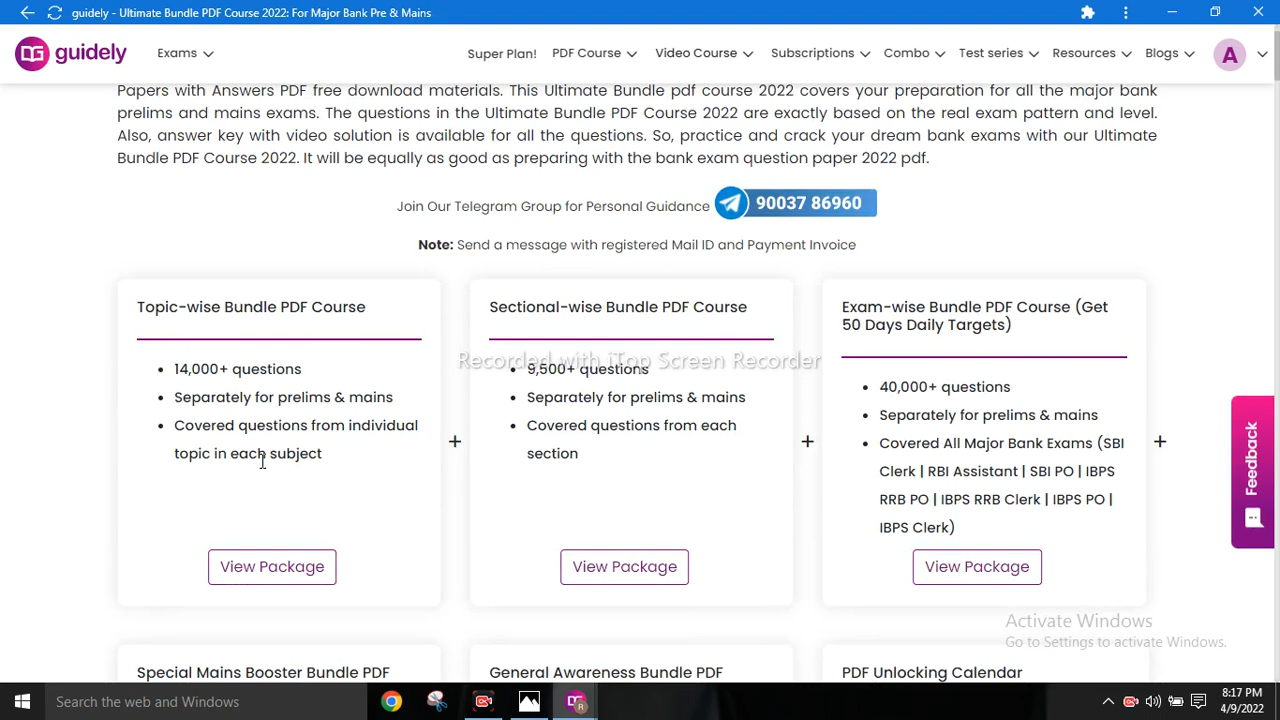 guidely - Ultimate Bundle PDF Course 2022: For Major Bank Pre & Mains
guidely Exams Super Plan! PDF Course Video Course Subscriptions Combo Test series Resources Blogs A
Papers with Answers PDF free download materials. This Ultimate Bundle pdf course 2022 covers your preparation for all the major bank
prelims and mains exams. The questions in the Ultimate Bundle PDF Course 2022 are exactly based on the real exam pattern and level.
Also, answer key with video solution is available for all the questions. So, practice and crack your dream bank exams with our Ultimate
Bundle PDF Course 2022. It will be equally as good as preparing with the bank exam question paper 2022 pdf.
Join Our Telegram Group for Personal Guidance 90037 86960
Note: Send a message with registered Mail ID and Payment Invoice
Topic-wise Bundle PDF Course
14,000+ questions
Separately for prelims & mains
Covered questions from individual
topic in each subject
View Package
+
Sectional-wise Bundle PDF Course
9,500+ questions
Separately for prelims & mains
Covered questions from each
section
View Package
+
Exam-wise Bundle PDF Course (Get
50 Days Daily Targets)
40,000+ questions
Separately for prelims & mains
Covered All Major Bank Exams (SBI
Clerk | RBI Assistant | SBI PO | IBPS
RRB PO | IBPS RRB Clerk | IBPS PO |
IBPS Clerk)
View Package
+
Recorded with iTop Screen Recorder
Feedback
Activate Windows
Go to Settings to activate Windows.
Special Mains Booster Bundle PDF
General Awareness Bundle PDF
PDF Unlocking Calendar
Search the web and Windows
8:17 PM
4/9/2022